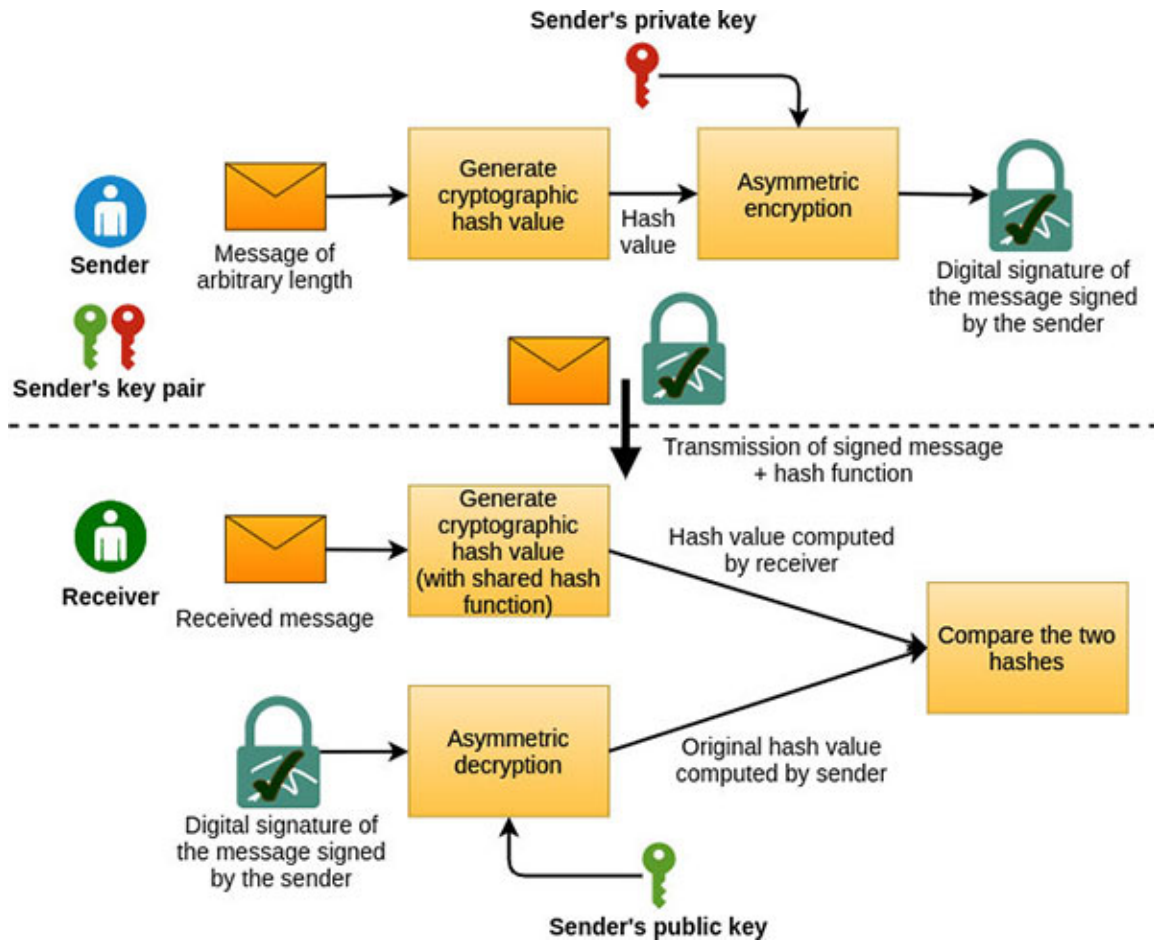 Sender's private key
Generate
cryptographic
hash value
Asymmetric
encryption
Hash
value
Sender
Message of
arbitrary length
Digital signature of
the message signed
by the sender
Sender's key pair
Transmission of signed message
+ hash function
Generate
cryptographic
hash value
(with shared hash
function)
Hash value computed
by receiver
Receiver
Received message
Compare the two
hashes
Asymmetric
decryption
Original hash value
computed by sender
Digital signature of
the message signed
by the sender
Sender's public key